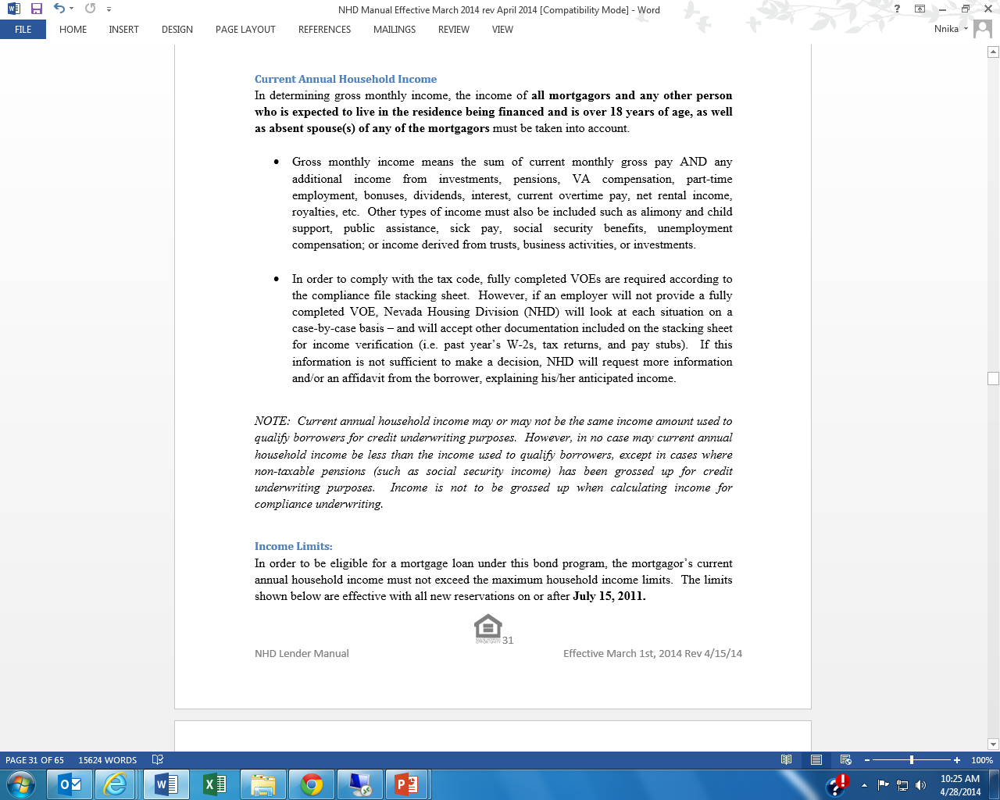 NHD Manual Effective March 2014 rev April 2014 [Compatibility Mode] - Word
FILE HOME INSERT DESIGN PAGE LAYOUT REFERENCES MAILINGS REVIEW VIEW
Nnika
Current Annual Household Income
In determining gross monthly income, the income of all mortgagors and any other person
who is expected to live in the residence being financed and is over 18 years of age, as well
as absent spouse(s) of any of the mortgagors must be taken into account.
• Gross monthly income means the sum of current monthly gross pay AND any
additional income from investments, pensions, VA compensation, part-time
employment, bonuses, dividends, interest, current overtime pay, net rental income,
royalties, etc. Other types of income must also be included such as alimony and child
support, public assistance, sick pay, social security benefits, unemployment
compensation; or income derived from trusts, business activities, or investments.
• In order to comply with the tax code, fully completed VOEs are required according to
the compliance file stacking sheet. However, if an employer will not provide a fully
completed VOE, Nevada Housing Division (NHD) will look at each situation on a
case-by-case basis – and will accept other documentation included on the stacking sheet
for income verification (i.e. past year's W-2s, tax returns, and pay stubs). If this
information is not sufficient to make a decision, NHD will request more information
and/or an affidavit from the borrower, explaining his/her anticipated income.
NOTE: Current annual household income may or may not be the same income amount used to
qualify borrowers for credit underwriting purposes. However, in no case may current annual
household income be less than the income used to qualify borrowers, except in cases where
non-taxable pensions (such as social security income) has been grossed up for credit
underwriting purposes. Income is not to be grossed up when calculating income for
compliance underwriting.
Income Limits:
In order to be eligible for a mortgage loan under this bond program, the mortgagor's current
annual household income must not exceed the maximum household income limits. The limits
shown below are effective with all new reservations on or after July 15, 2011.
31
NHD Lender Manual Effective March 1st, 2014 Rev 4/15/14
PAGE 31 OF 65 15624 WORDS 100%
10:25 AM
4/28/2014